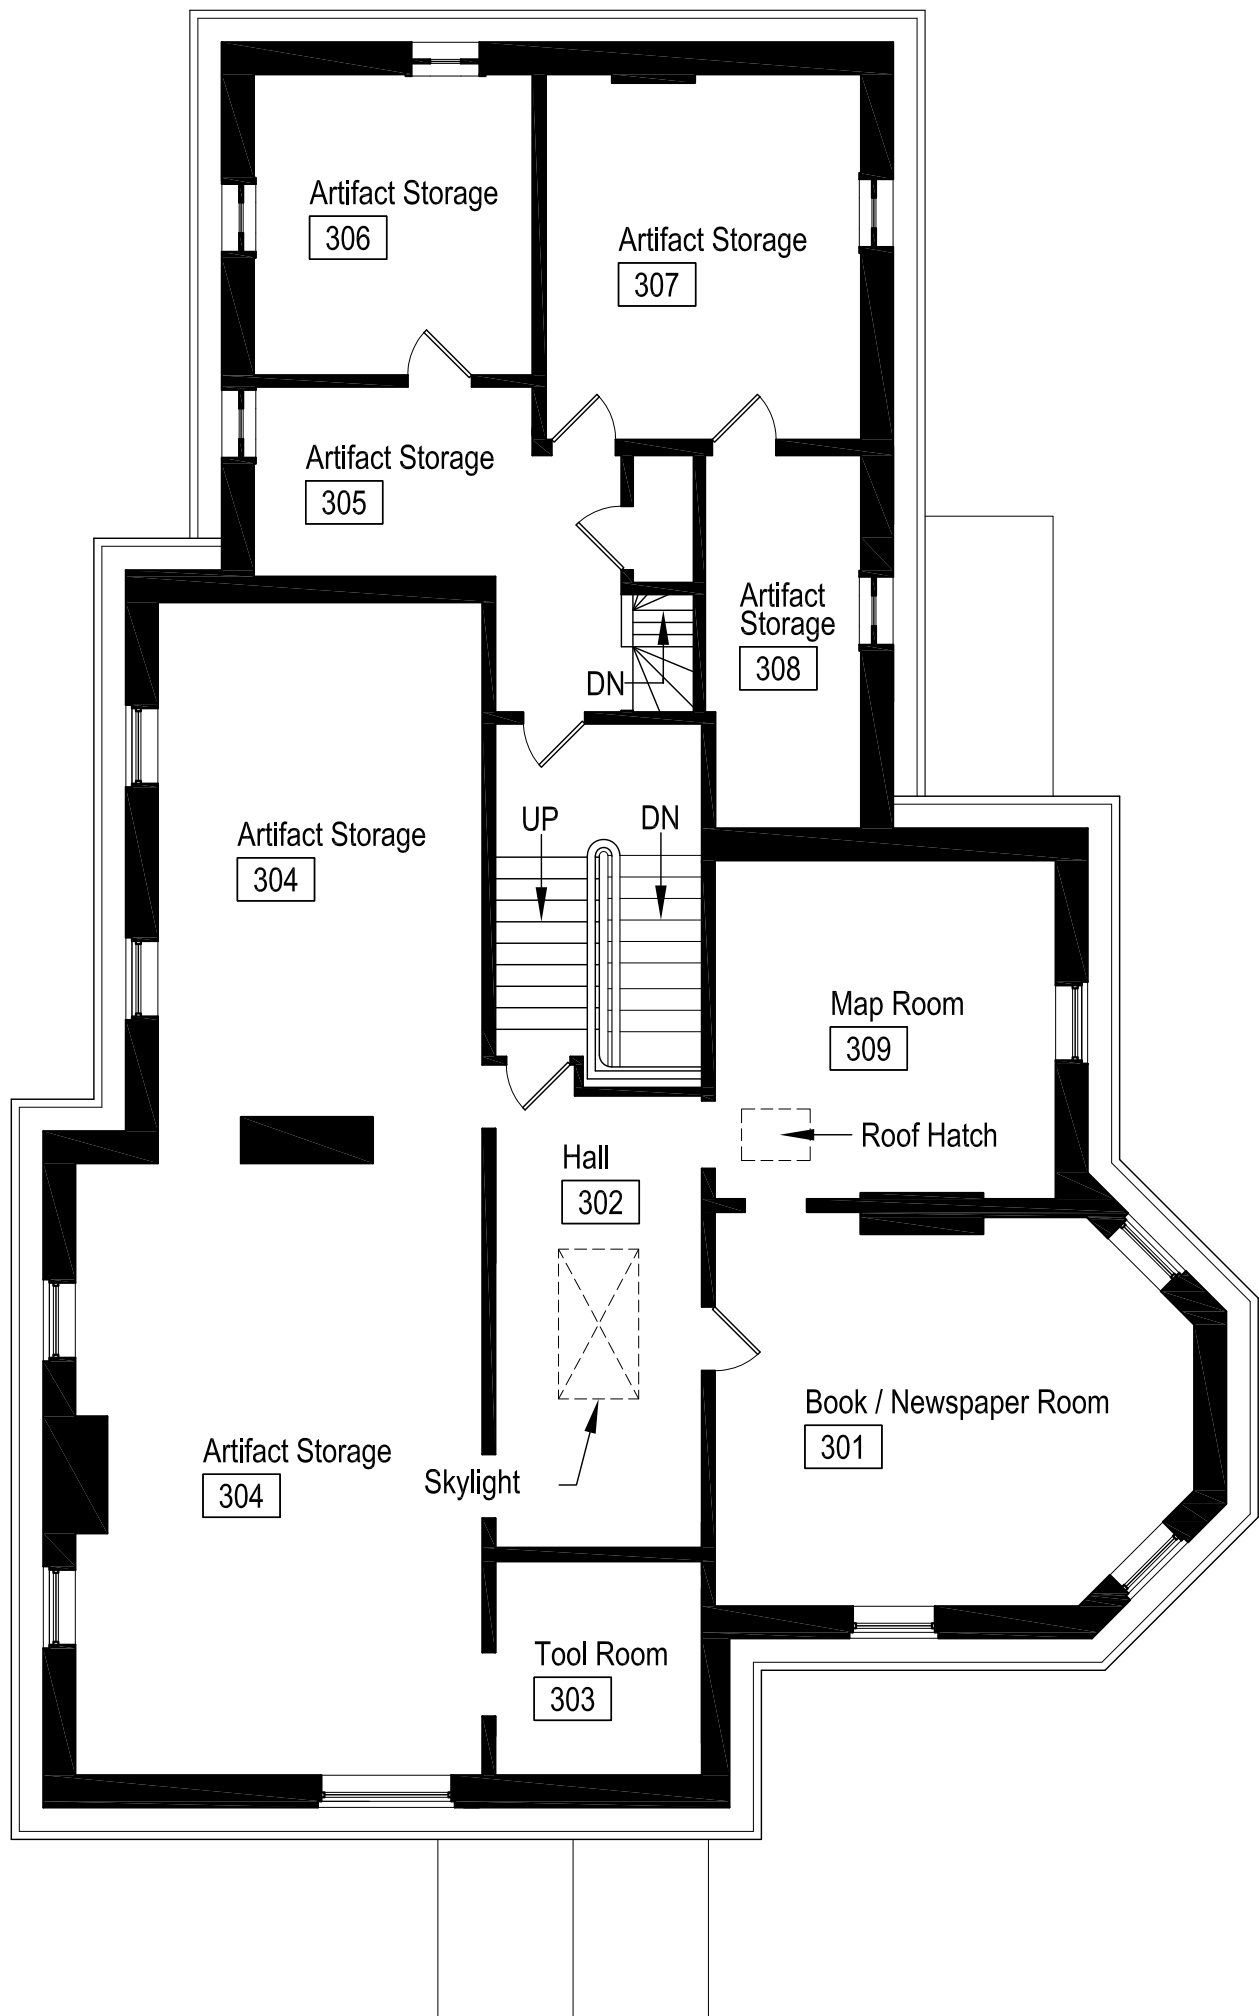 Artifact Storage
306
Artifact Storage
307
Artifact Storage
305
Artifact
Storage
308
DN
UP
DN
Artifact Storage
304
Map Room
309
Roof Hatch
Hall
302
Book / Newspaper Room
301
Artifact Storage
304
Skylight
Tool Room
303